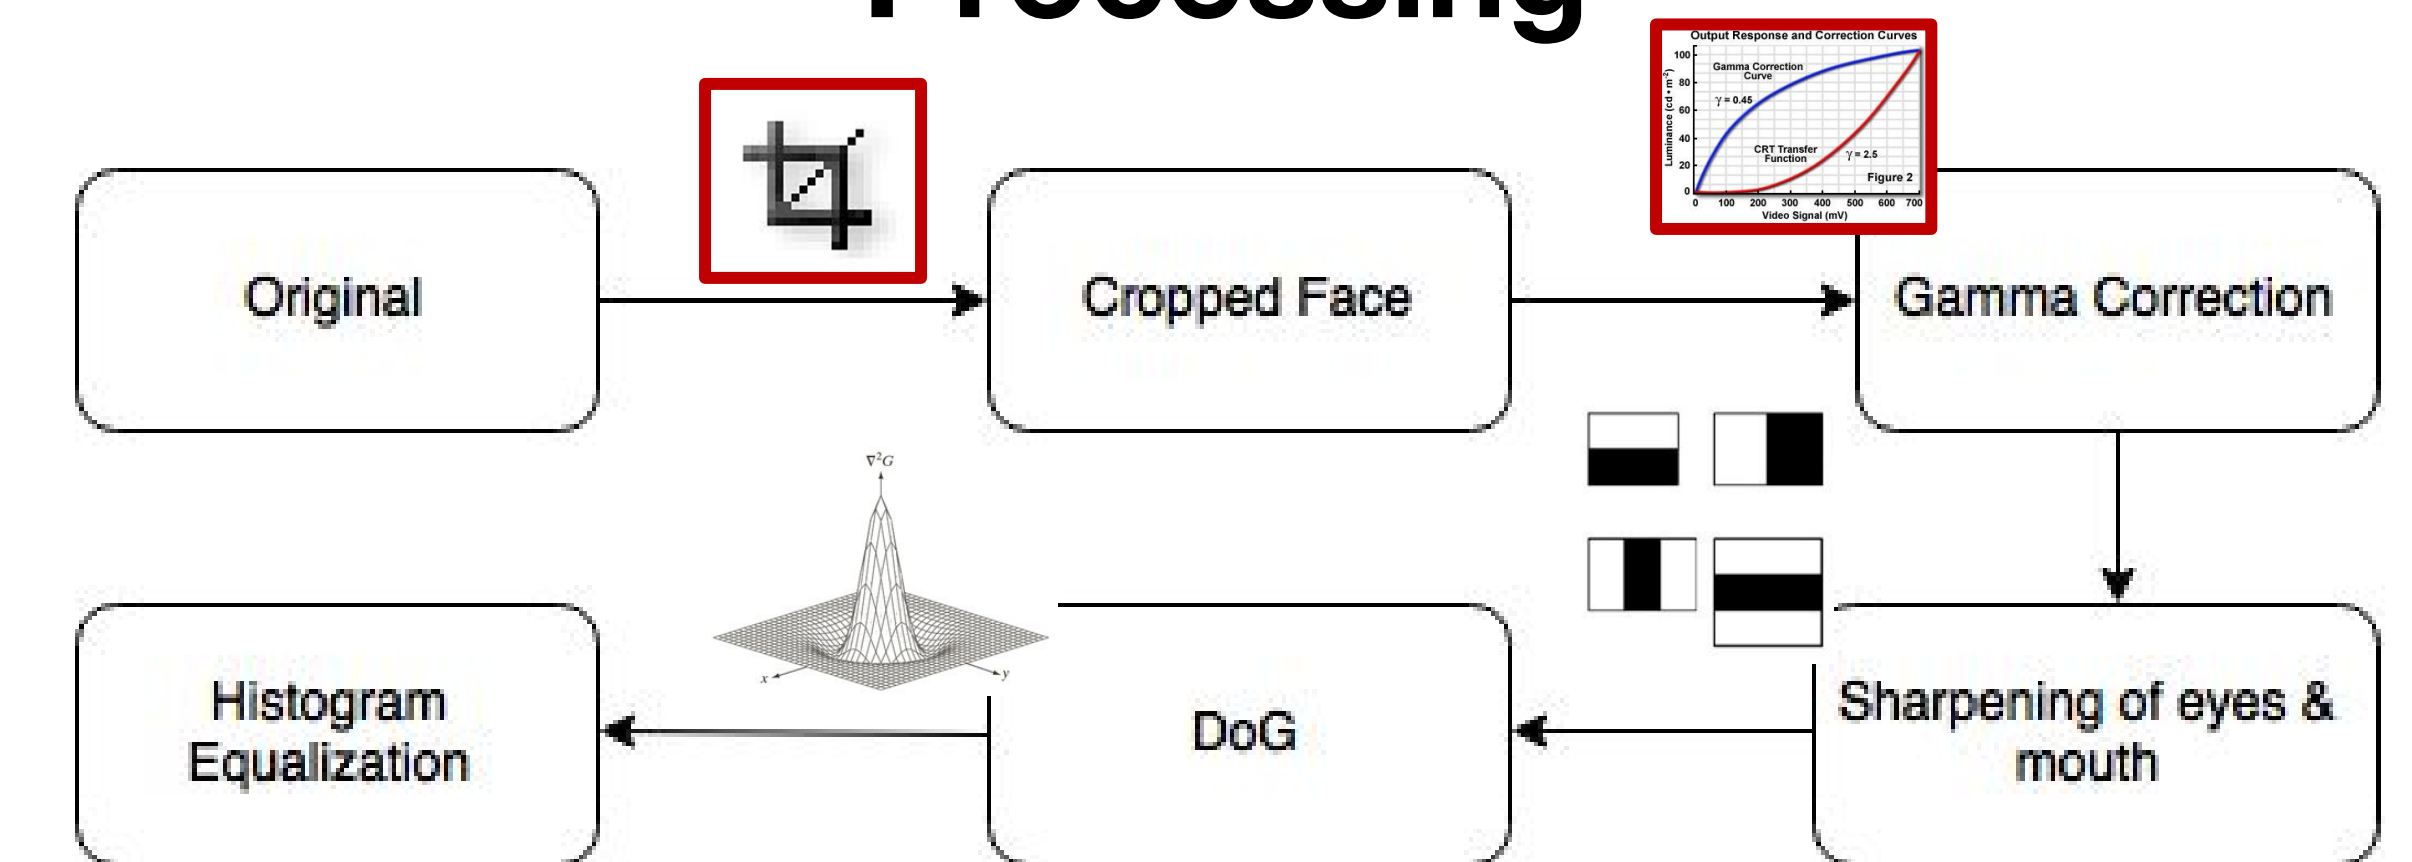 Processing
Output Response and Correction Curves
Luminance (cd • m⁻²)
100
80
60
40
20
0
Gamma Correction
Curve
γ = 0.45
CRT Transfer
Function
γ = 2.5
Figure 2
0 100 200 300 400 500 600 700
Video Signal (mV)
Original
Cropped Face
Gamma Correction
∇²G
x
y
Histogram
Equalization
DoG
Sharpening of eyes &
mouth